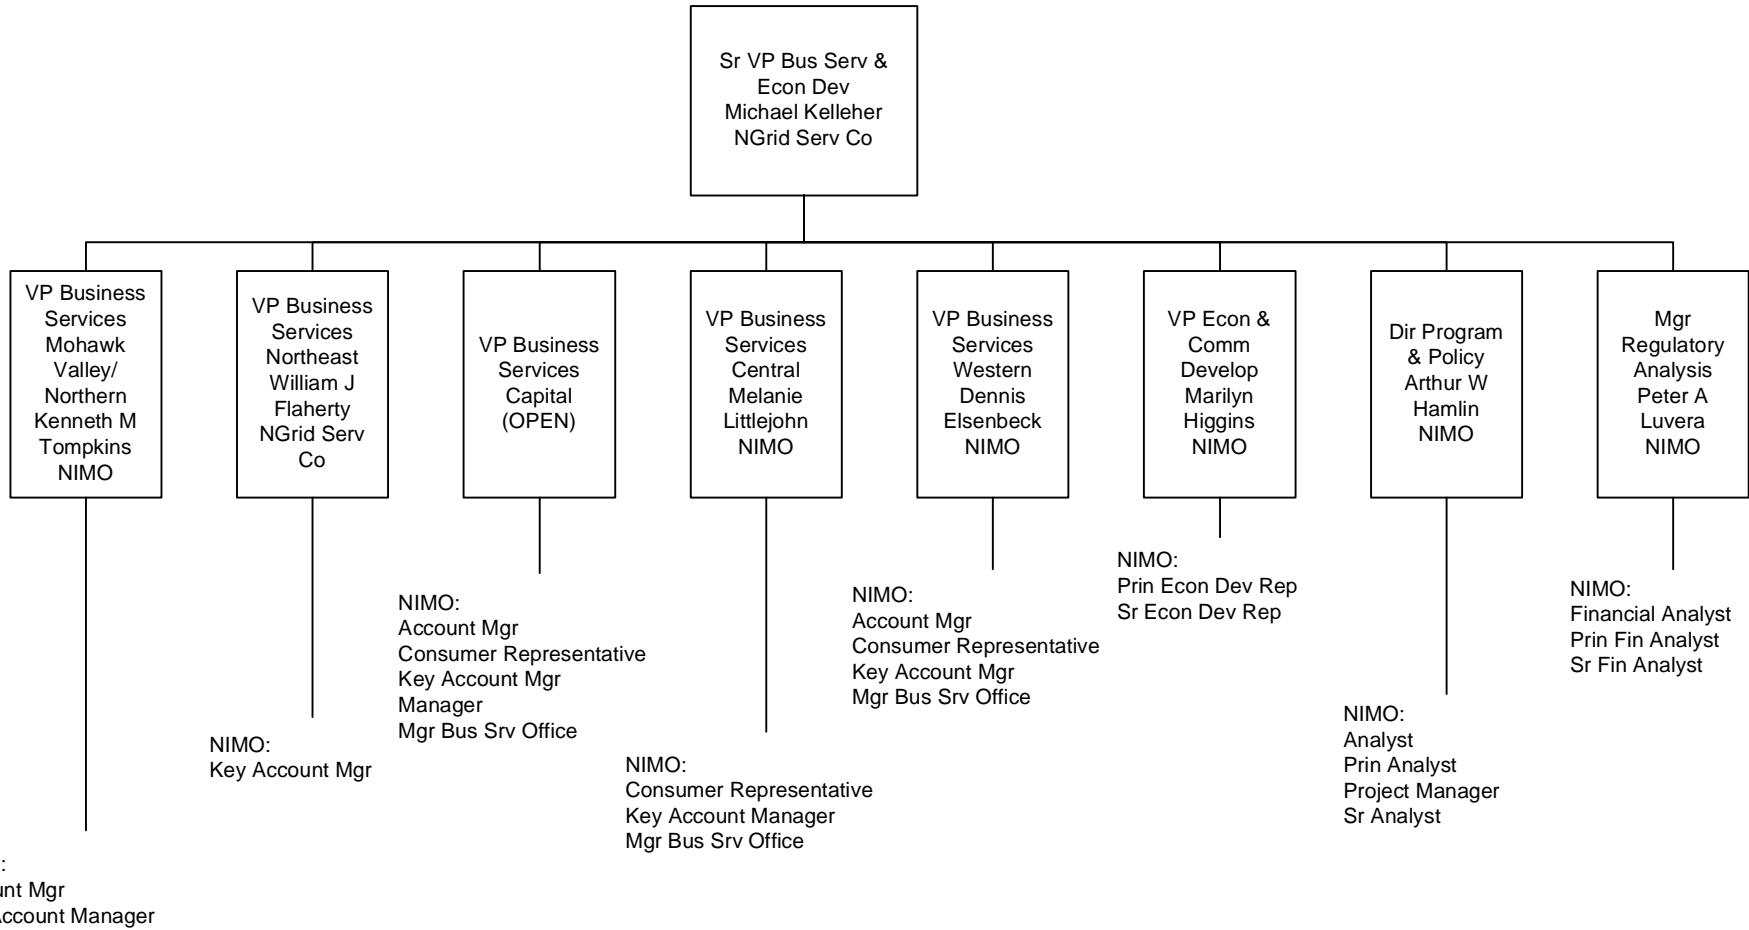 Sr VP Bus Serv &
Econ Dev
Michael Kelleher
NGrid Serv Co
VP Business
Services
Mohawk
Valley/
Northern
Kenneth M
Tompkins
NIMO
VP Business
Services
Northeast
William J
Flaherty
NGrid Serv
Co
VP Business
Services
Capital
(OPEN)
VP Business
Services
Central
Melanie
Littlejohn
NIMO
VP Business
Services
Western
Dennis
Elsenbeck
NIMO
VP Econ &
Comm
Develop
Marilyn
Higgins
NIMO
Dir Program
& Policy
Arthur W
Hamlin
NIMO
Mgr
Regulatory
Analysis
Peter A
Luvera
NIMO
Mgr
Account Manager
NIMO:
Key Account Mgr
NIMO:
Account Mgr
Consumer Representative
Key Account Mgr
Manager
Mgr Bus Srv Office
NIMO:
Consumer Representative
Key Account Manager
Mgr Bus Srv Office
NIMO:
Account Mgr
Consumer Representative
Key Account Mgr
Mgr Bus Srv Office
NIMO:
Prin Econ Dev Rep
Sr Econ Dev Rep
NIMO:
Analyst
Prin Analyst
Project Manager
Sr Analyst
NIMO:
Financial Analyst
Prin Fin Analyst
Sr Fin Analyst